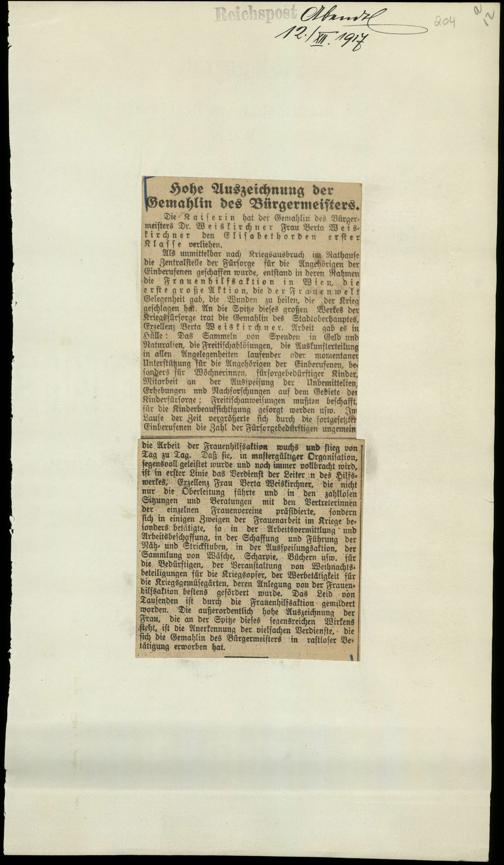 Reichspost
Abendbl
12./XII. 1917
204
Hohe Auszeichnung der
Gemahlin des Bürgermeisters.
Die Kaiserin hat der Gemahlin des Bürger-
meisters Dr. Weiskirchner Frau Berta Weis-
kirchner den Elisabethorden erster
Klasse verliehen.
Als unmittelbar nach Kriegsausbruch im Rathause
die Zentralstelle der Fürsorge für die Angehörigen der
Einberufenen geschaffen wurde, entstand in deren Rahmen
die Frauenhilfsaktion in Wien, die
erste große Aktion, die der Frauenwelt
Gelegenheit gab, die Wunden zu heilen, die der Krieg
geschlagen hat. An die Spitze dieses großen Werkes der
Kriegsfürsorge trat die Gemahlin des Stadtoberhauptes,
Exzellenz Berta Weiskirchner. Arbeit gab es in
Hülle: Das Sammeln von Spenden in Geld und
Naturalien, die Freitischablösungen, die Auskunfterteilung
in allen Angelegenheiten laufender oder momentaner
Unterstützung für die Angehörigen der Einberufenen, be-
sonders für Wöchnerinnen, fürsorgebedürftiger Kinder,
Mitarbeit an der Ausspeisung der Unbemittelten,
Erhebungen und Nachforschungen auf dem Gebiete der
Kinderfürsorge; Freitischanweisungen mußten beschafft,
für die Kinderbeaufsichtigung gesorgt werden usw. Im
Laufe der Zeit vergrößerte sich durch die fortgesetzten
Einberufenen die Zahl der Fürsorgebedürftigen ungemein
die Arbeit der Frauenhilfsaktion wuchs und stieg von
Tag zu Tag. Daß sie, in mustergültiger Organisation,
segensvoll geleistet wurde und noch immer vollbracht wird,
ist in erster Linie das Verdienst der Leiter n des Hilfs-
werkes, Exzellenz Frau Berta Weiskirchner, die nicht
nur die Oberleitung führte und in den zahllosen
Sitzungen und Beratungen mit den Vertreterinnen
der einzelnen Frauenvereine präsidierte, sondern
sich in einigen Zweigen der Frauenarbeit im Kriege be-
sonders betätigte, so in der Arbeitsvermittlung und
Arbeitsbeschaffung, in der Schaffung und Führung der
Näh- und Strickstuben, in der Ausspeisungsaktion, der
Sammlung von Wäsche, Scharpie, Büchern usw. für
die Bedürftigen, der Veranstaltung von Weihnachts-
beteiligungen für die Kriegsopfer, der Werbetätigkeit für
die Kriegsgemüsegärten, deren Anlegung von der Frauen-
hilfsaktion bestens gefördert wurde. Das Leid von
Tausenden ist durch die Frauenhilfsaktion gemildert
worden. Die außerordentlich hohe Auszeichnung der
Frau, die an der Spitze dieses segensreichen Wirkens
steht, ist die Anerkennung der vielfachen Verdienste, die
sich die Gemahlin des Bürgermeisters in rastloser Be-
tätigung erworben hat.